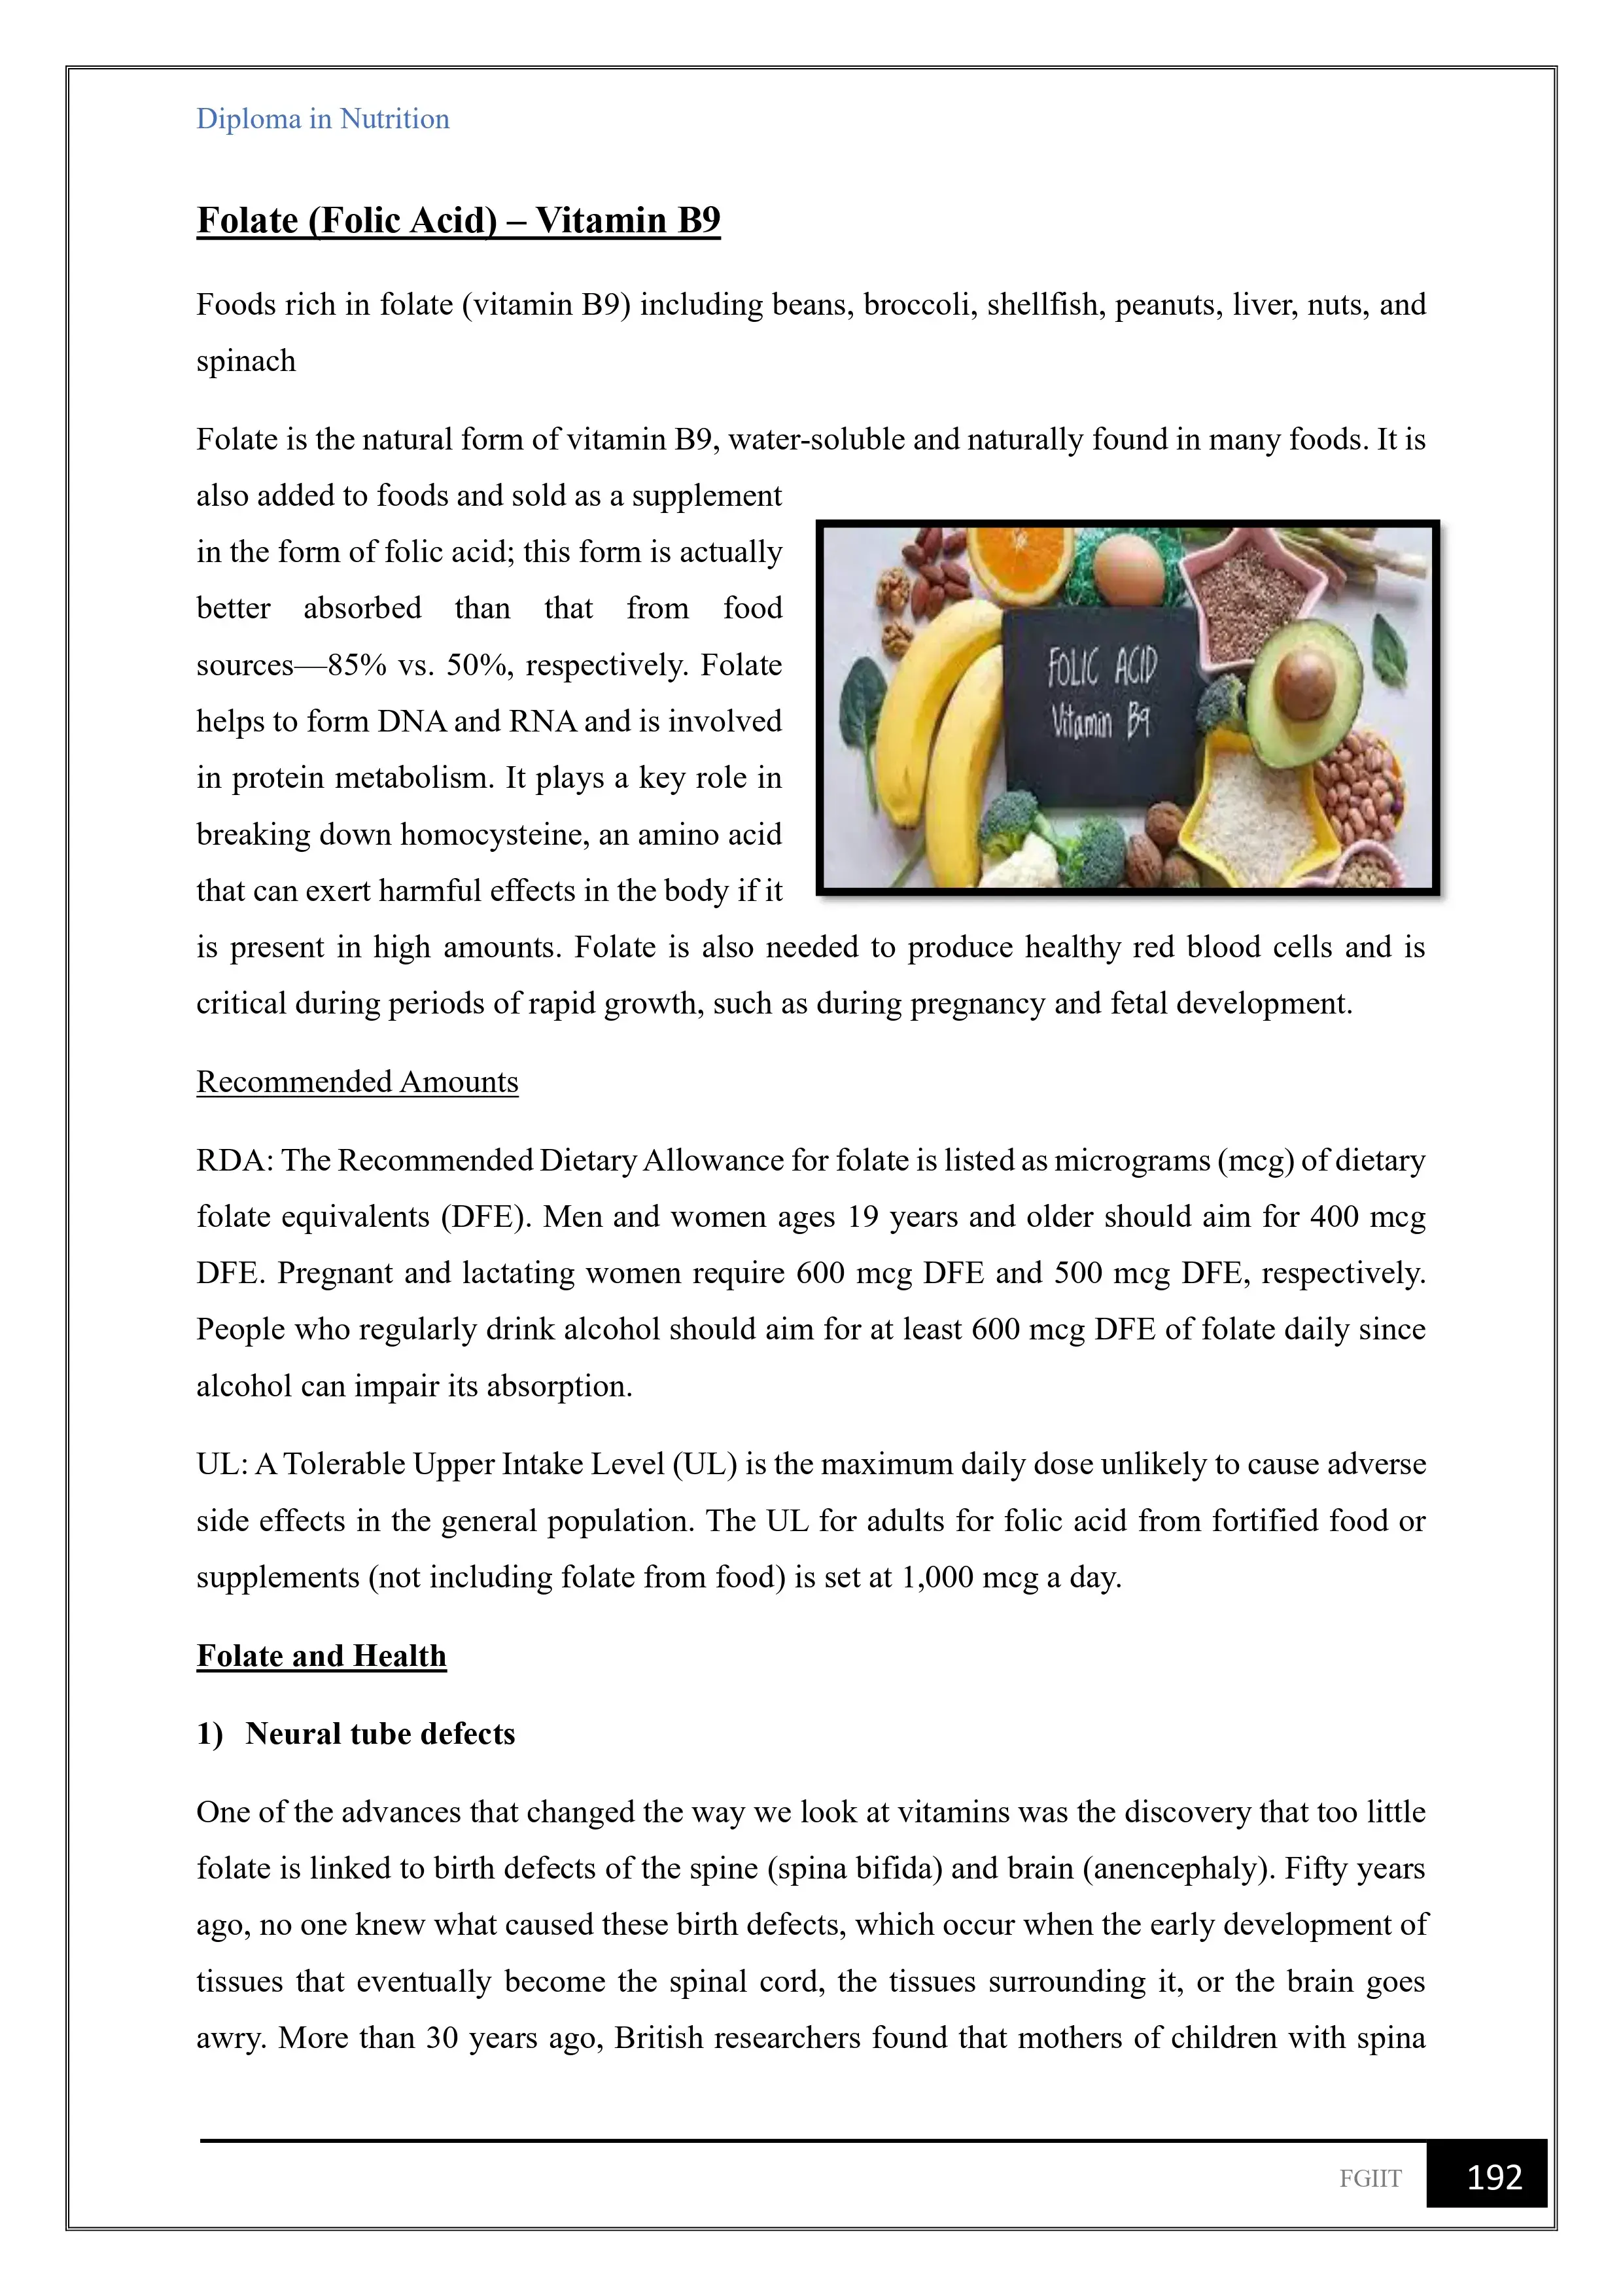 Diploma in Nutrition
Folate (Folic Acid) – Vitamin B9
Foods rich in folate (vitamin B9) including beans, broccoli, shellfish, peanuts, liver, nuts, and
spinach
Folate is the natural form of vitamin B9, water-soluble and naturally found in many foods. It is
also added to foods and sold as a supplement
in the form of folic acid; this form is actually
better absorbed than that from food
sources—85% vs. 50%, respectively. Folate
helps to form DNA and RNA and is involved
in protein metabolism. It plays a key role in
breaking down homocysteine, an amino acid
that can exert harmful effects in the body if it
FOLIC ACID
Vitamin B9
is present in high amounts. Folate is also needed to produce healthy red blood cells and is
critical during periods of rapid growth, such as during pregnancy and fetal development.
Recommended Amounts
RDA: The Recommended Dietary Allowance for folate is listed as micrograms (mcg) of dietary
folate equivalents (DFE). Men and women ages 19 years and older should aim for 400 mcg
DFE. Pregnant and lactating women require 600 mcg DFE and 500 mcg DFE, respectively.
People who regularly drink alcohol should aim for at least 600 mcg DFE of folate daily since
alcohol can impair its absorption.
UL: A Tolerable Upper Intake Level (UL) is the maximum daily dose unlikely to cause adverse
side effects in the general population. The UL for adults for folic acid from fortified food or
supplements (not including folate from food) is set at 1,000 mcg a day.
Folate and Health
1) Neural tube defects
One of the advances that changed the way we look at vitamins was the discovery that too little
folate is linked to birth defects of the spine (spina bifida) and brain (anencephaly). Fifty years
ago, no one knew what caused these birth defects, which occur when the early development of
tissues that eventually become the spinal cord, the tissues surrounding it, or the brain goes
awry. More than 30 years ago, British researchers found that mothers of children with spina
FGIIT 192